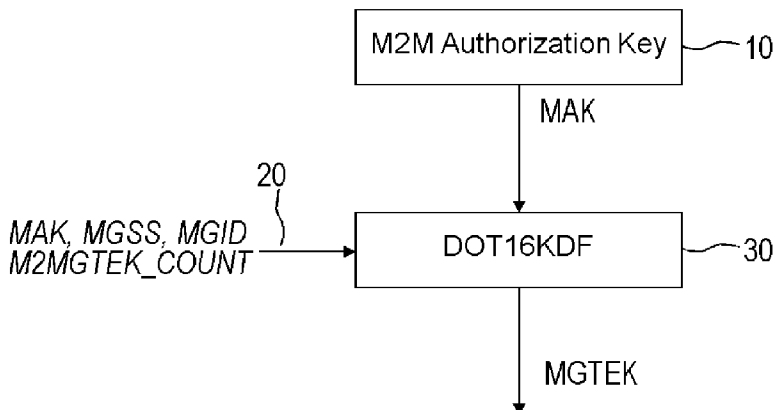 M2M Authorization Key
10
MAK
20
MAK, MGSS, MGID
M2MGTEK_COUNT
DOT16KDF
30
MGTEK